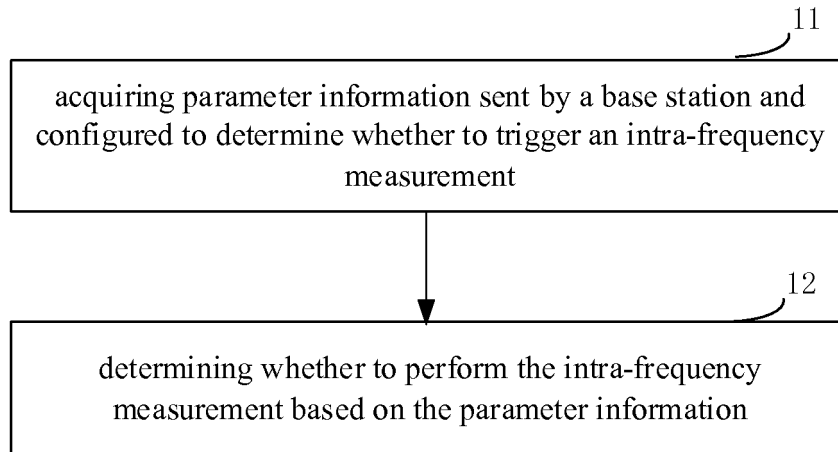 11
acquiring parameter information sent by a base station and
configured to determine whether to trigger an intra-frequency
measurement
12
determining whether to perform the intra-frequency
measurement based on the parameter information